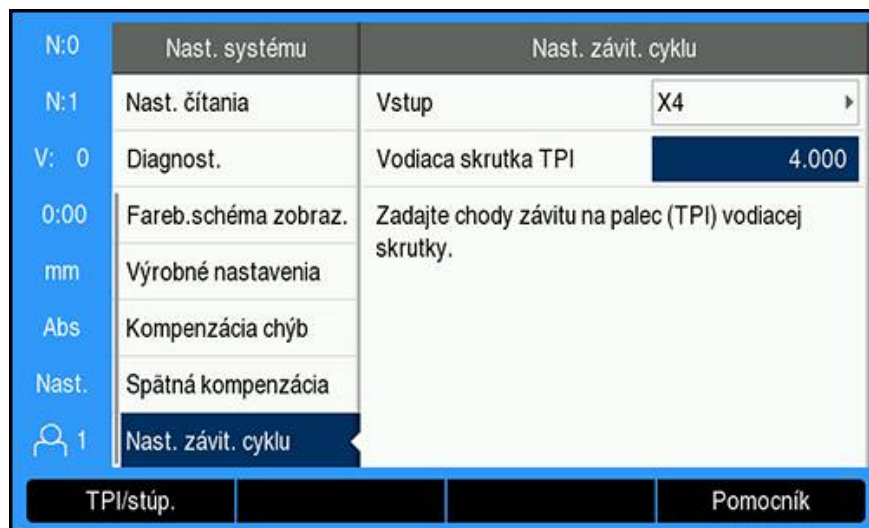 N:0
N:1
V: 0
0:00
mm
Abs
Nast.
1
Nast. systému
Nast. čítania
Diagnost.
Fareb.schéma zobraz.
Výrobné nastavenia
Kompenzácia chýb
Spätná kompenzácia
Nast. závit. cyklu
Nast. závit. cyklu
Vstup X4
Vodiaca skrutka TPI 4.000
Zadajte chody závitu na palec (TPI) vodiacej
skrutky.
TPI/stúp. Pomocník